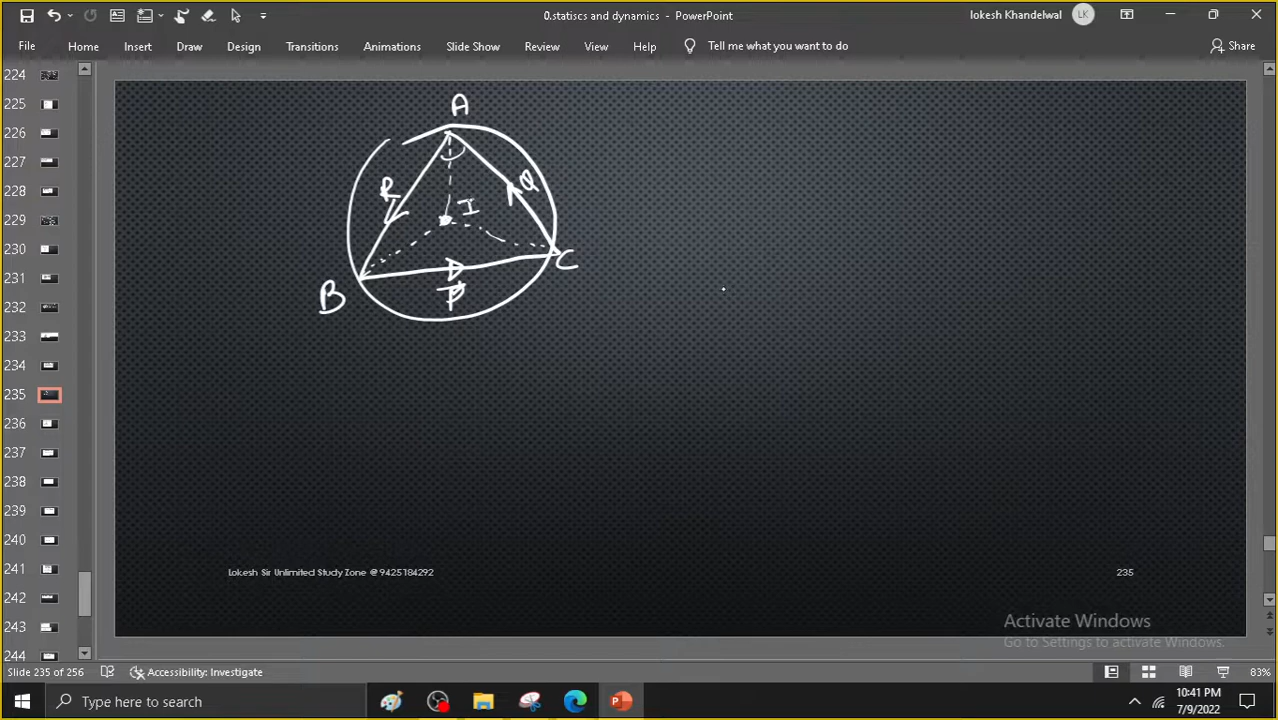 0.statiscs and dynamics - PowerPoint
lokesh Khandelwal
LK
File Home Insert Draw Design Transitions Animations Slide Show Review View Help Tell me what you want to do Share
224
225
226
227
228
229
230
231
232
233
234
235
236
237
238
239
240
241
242
243
244
A
R
Q
I
C
B
P
Lokesh Sir Unlimited Study Zone @ 9425184292
235
Activate Windows
Go to Settings to activate Windows.
Slide 235 of 256
Accessibility: Investigate
83%
Type here to search
10:41 PM
7/9/2022